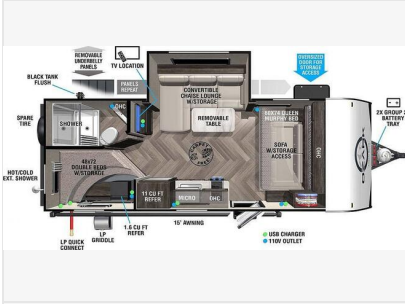 REMOVABLE
UNDERBELLY
PANELS
TV LOCATION
OVERSIZED
DOOR FOR
STORAGE
ACCESS
BLACK TANK
FLUSH
PANELS
REPEAT
CONVERTIBLE
CHAISE LOUNGE
W/STORAGE
2X GROUP
BATTERY
TRAY
OHC
SPARE
TIRE
SHOWER
REMOVABLE
TABLE
60X74 QUEEN
MURPHY BED
SOFA
W/STORAGE
ACCESS
OHC
CARPET
FREE
48x72
DOUBLE BEDS
W/STORAGE
HOT/COLD
EXT. SHOWER
11 CU FT
REFER
MICRO
OHC
15' AWNING
1.6 CU FT
REFER
LP QUICK
CONNECT
LP
GRIDDLE
USB CHARGER
110V OUTLET